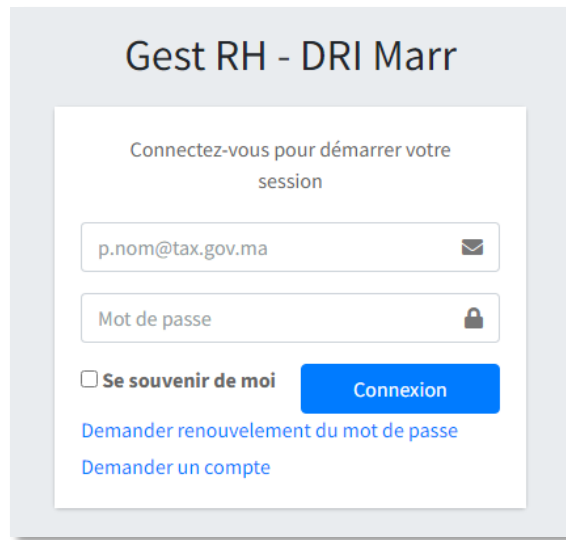 Gest RH - DRI Marr
Connectez-vous pour démarrer votre
session
p.nom@tax.gov.ma
Mot de passe
Se souvenir de moi
Connexion
Demander renouvelement du mot de passe
Demander un compte